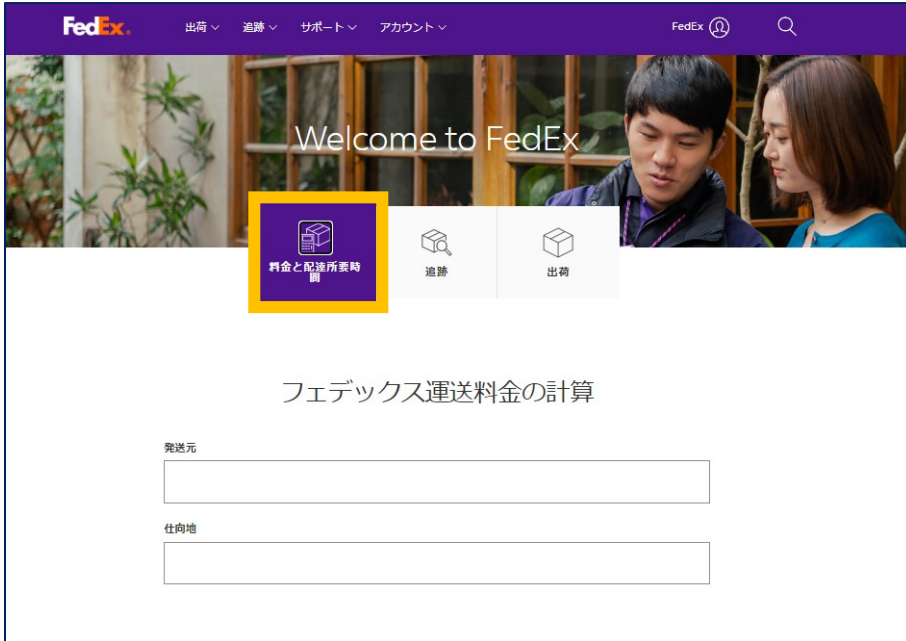 FedEx.
出荷 追跡 サポート アカウント FedEx
Welcome to FedEx
料金と配達所要時
間
追跡
出荷
フェデックス運送料金の計算
発送元
仕向地